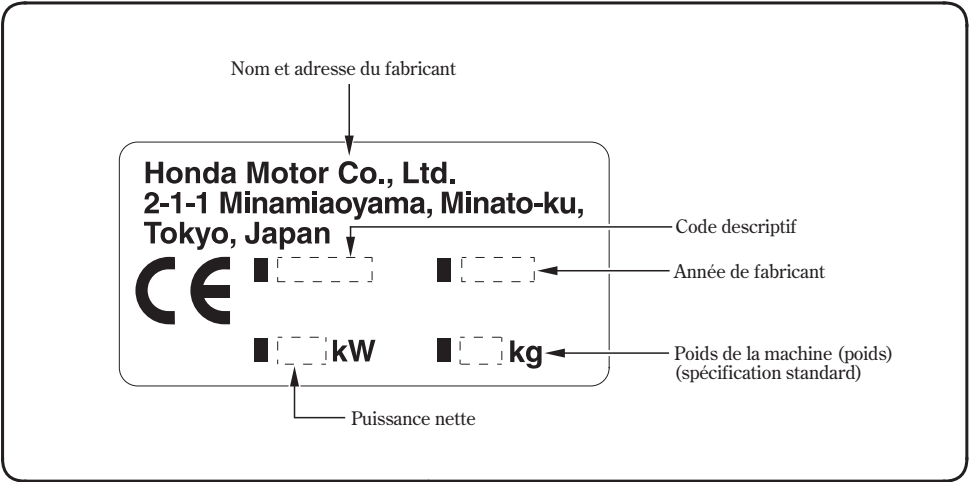 Nom et adresse du fabricant
Honda Motor Co., Ltd.
2-1-1 Minamiaoyama, Minato-ku,
Tokyo, Japan
Code descriptif
CE
Année de fabricant
kW
kg
Poids de la machine (poids)
(spécification standard)
Puissance nette